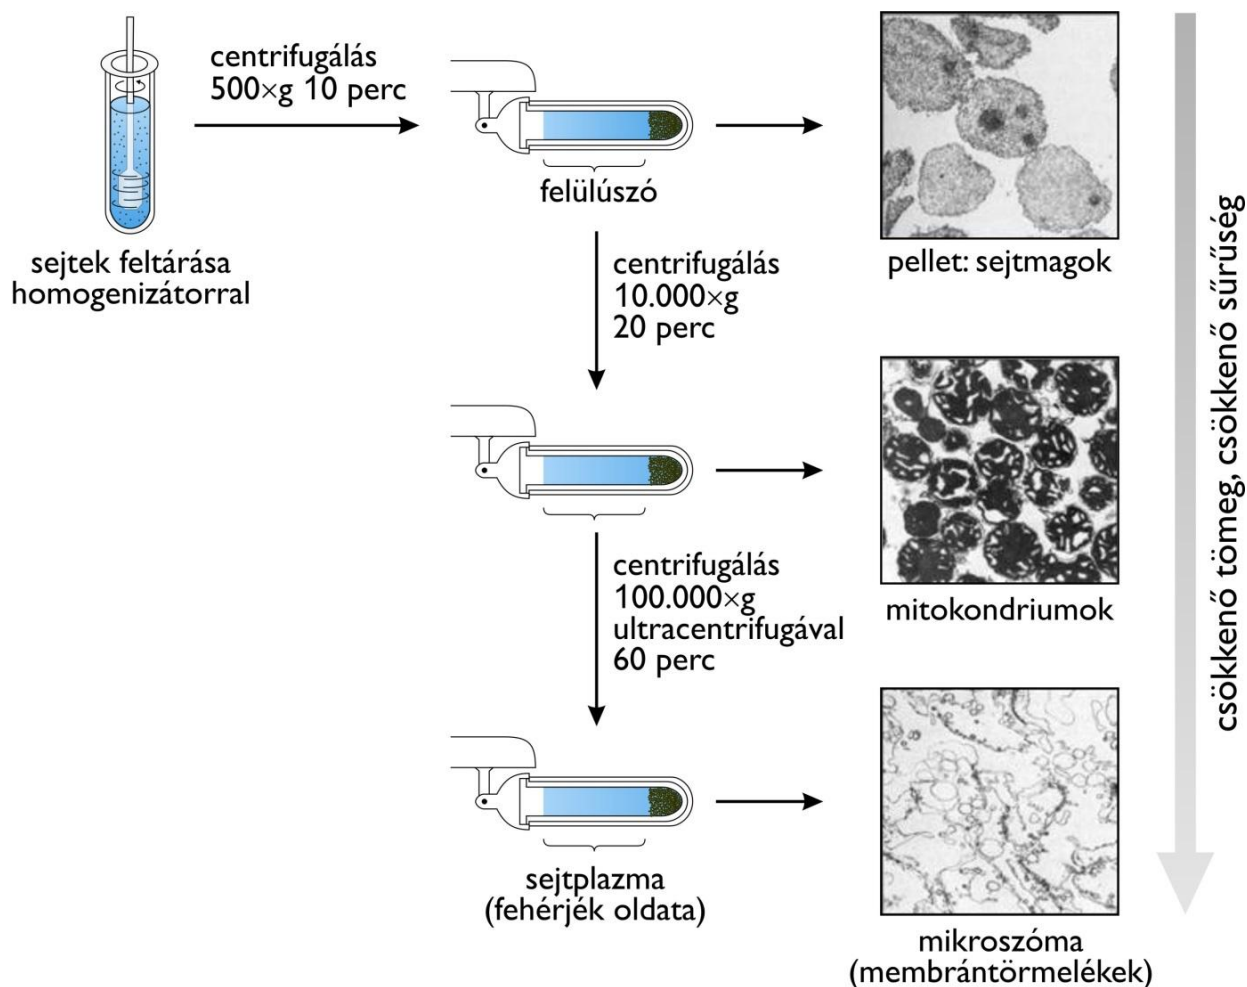 centrifugálás
500×g 10 perc
sejtek feltárása
homogenizátorral
felülúszó
pellet: sejtmagok
centrifugálás
10.000×g
20 perc
mitokondriumok
centrifugálás
100.000×g
ultracentrifugával
60 perc
sejtplazma
(fehérjék oldata)
mikroszóma
(membrántörmelékek)
csökkenő tömeg, csökkenő sűrűség